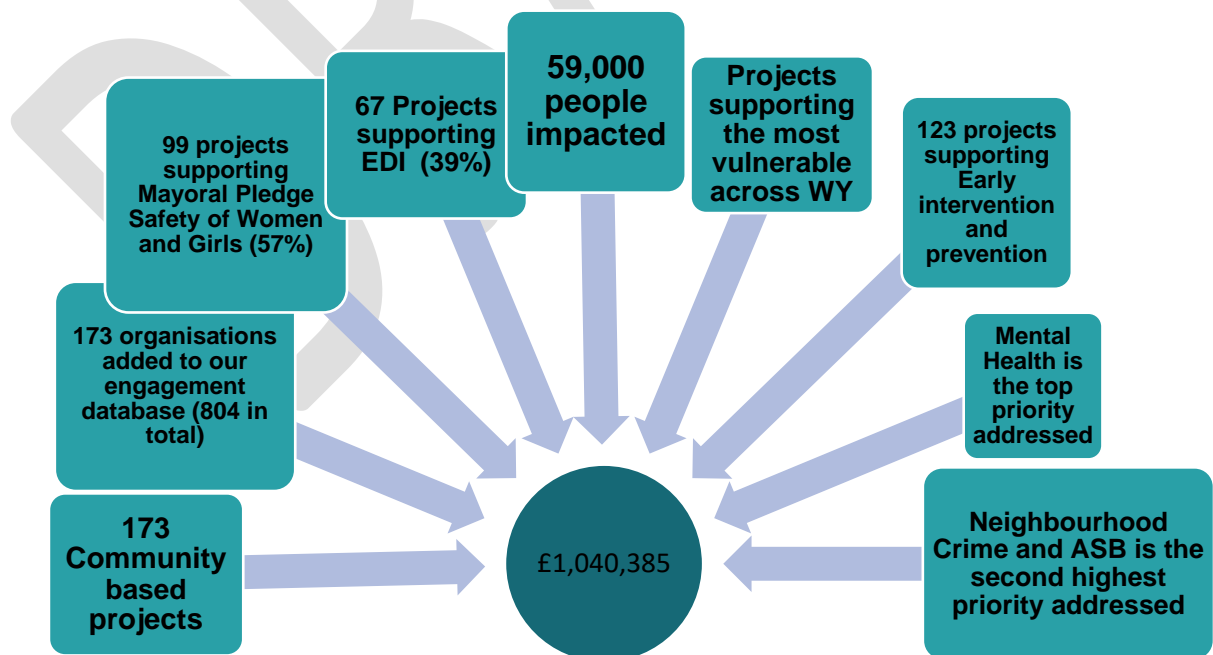 173
Community
based
projects
173 organisations
added to our
engagement
database (804 in
total)
99 projects
supporting
Mayoral Pledge
Safety of Women
and Girls (57%)
67 Projects
supporting
EDI (39%)
59,000
people
impacted
Projects
supporting
the most
vulnerable
across WY
123 projects
supporting
Early
intervention
and
prevention
Mental
Health is
the top
priority
addressed
Neighbourhood
Crime and ASB is the
second highest
priority addressed
£1,040,385